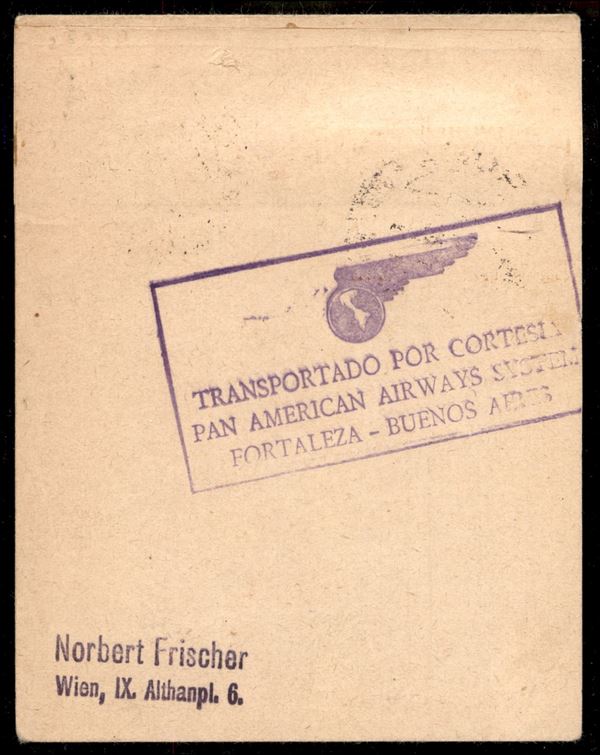 TRANSPORTADO POR CORTESIA
PAN AMERICAN AIRWAYS SYSTEM
FORTALEZA - BUENOS AIRES
Norbert Frischer
Wien, IX. Althanpl. 6.